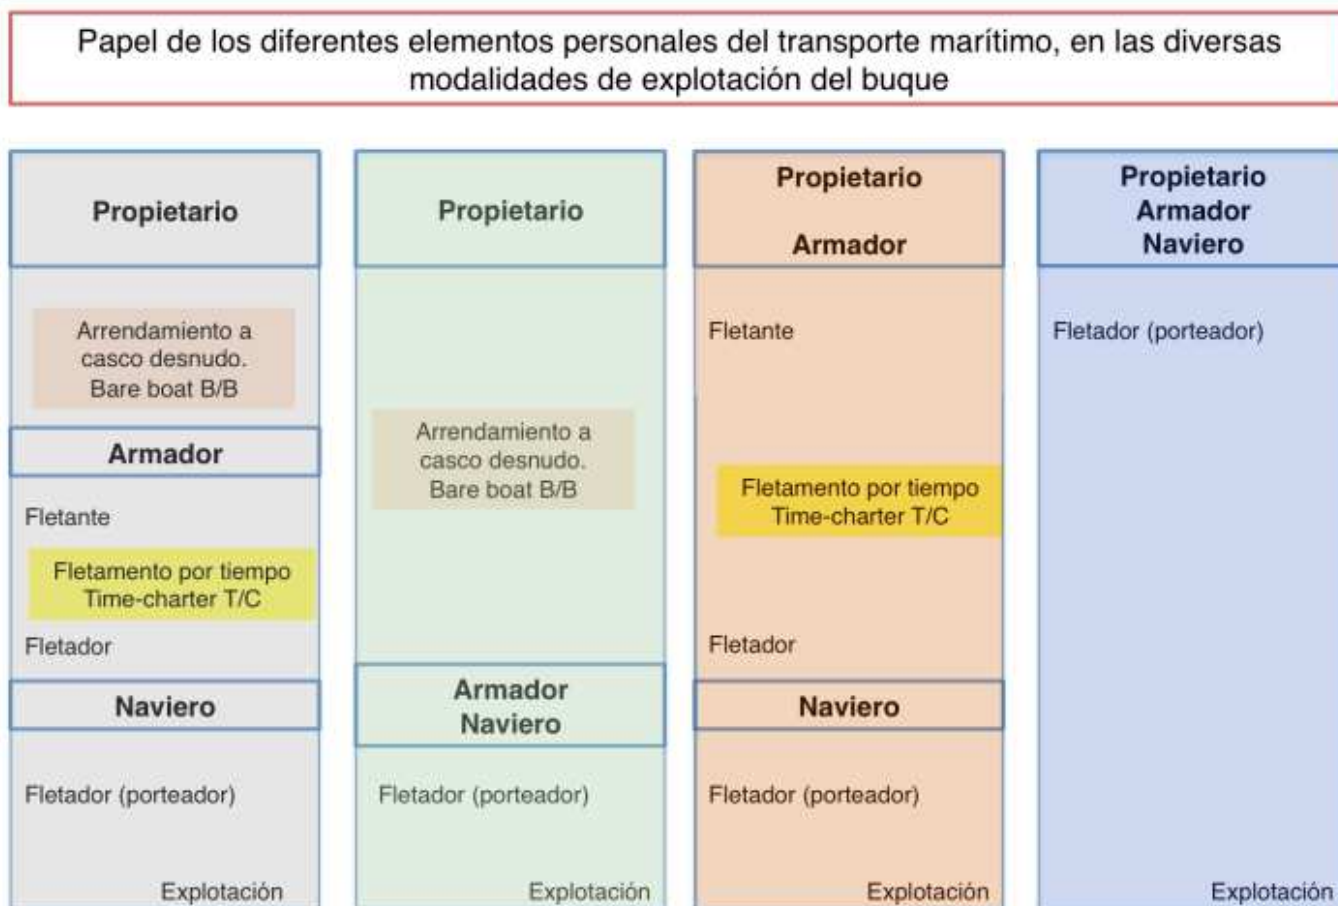 Papel de los diferentes elementos personales del transporte marítimo, en las diversas
modalidades de explotación del buque
Propietario
Arrendamiento a
casco desnudo.
Bare boat B/B
Armador
Fletante
Fletamento por tiempo
Time-charter T/C
Fletador
Naviero
Fletador (porteador)
Explotación
Propietario
Arrendamiento a
casco desnudo.
Bare boat B/B
Armador
Naviero
Fletador (porteador)
Explotación
Propietario
Armador
Fletante
Fletamento por tiempo
Time-charter T/C
Fletador
Naviero
Fletador (porteador)
Explotación
Propietario
Armador
Naviero
Fletador (porteador)
Explotación